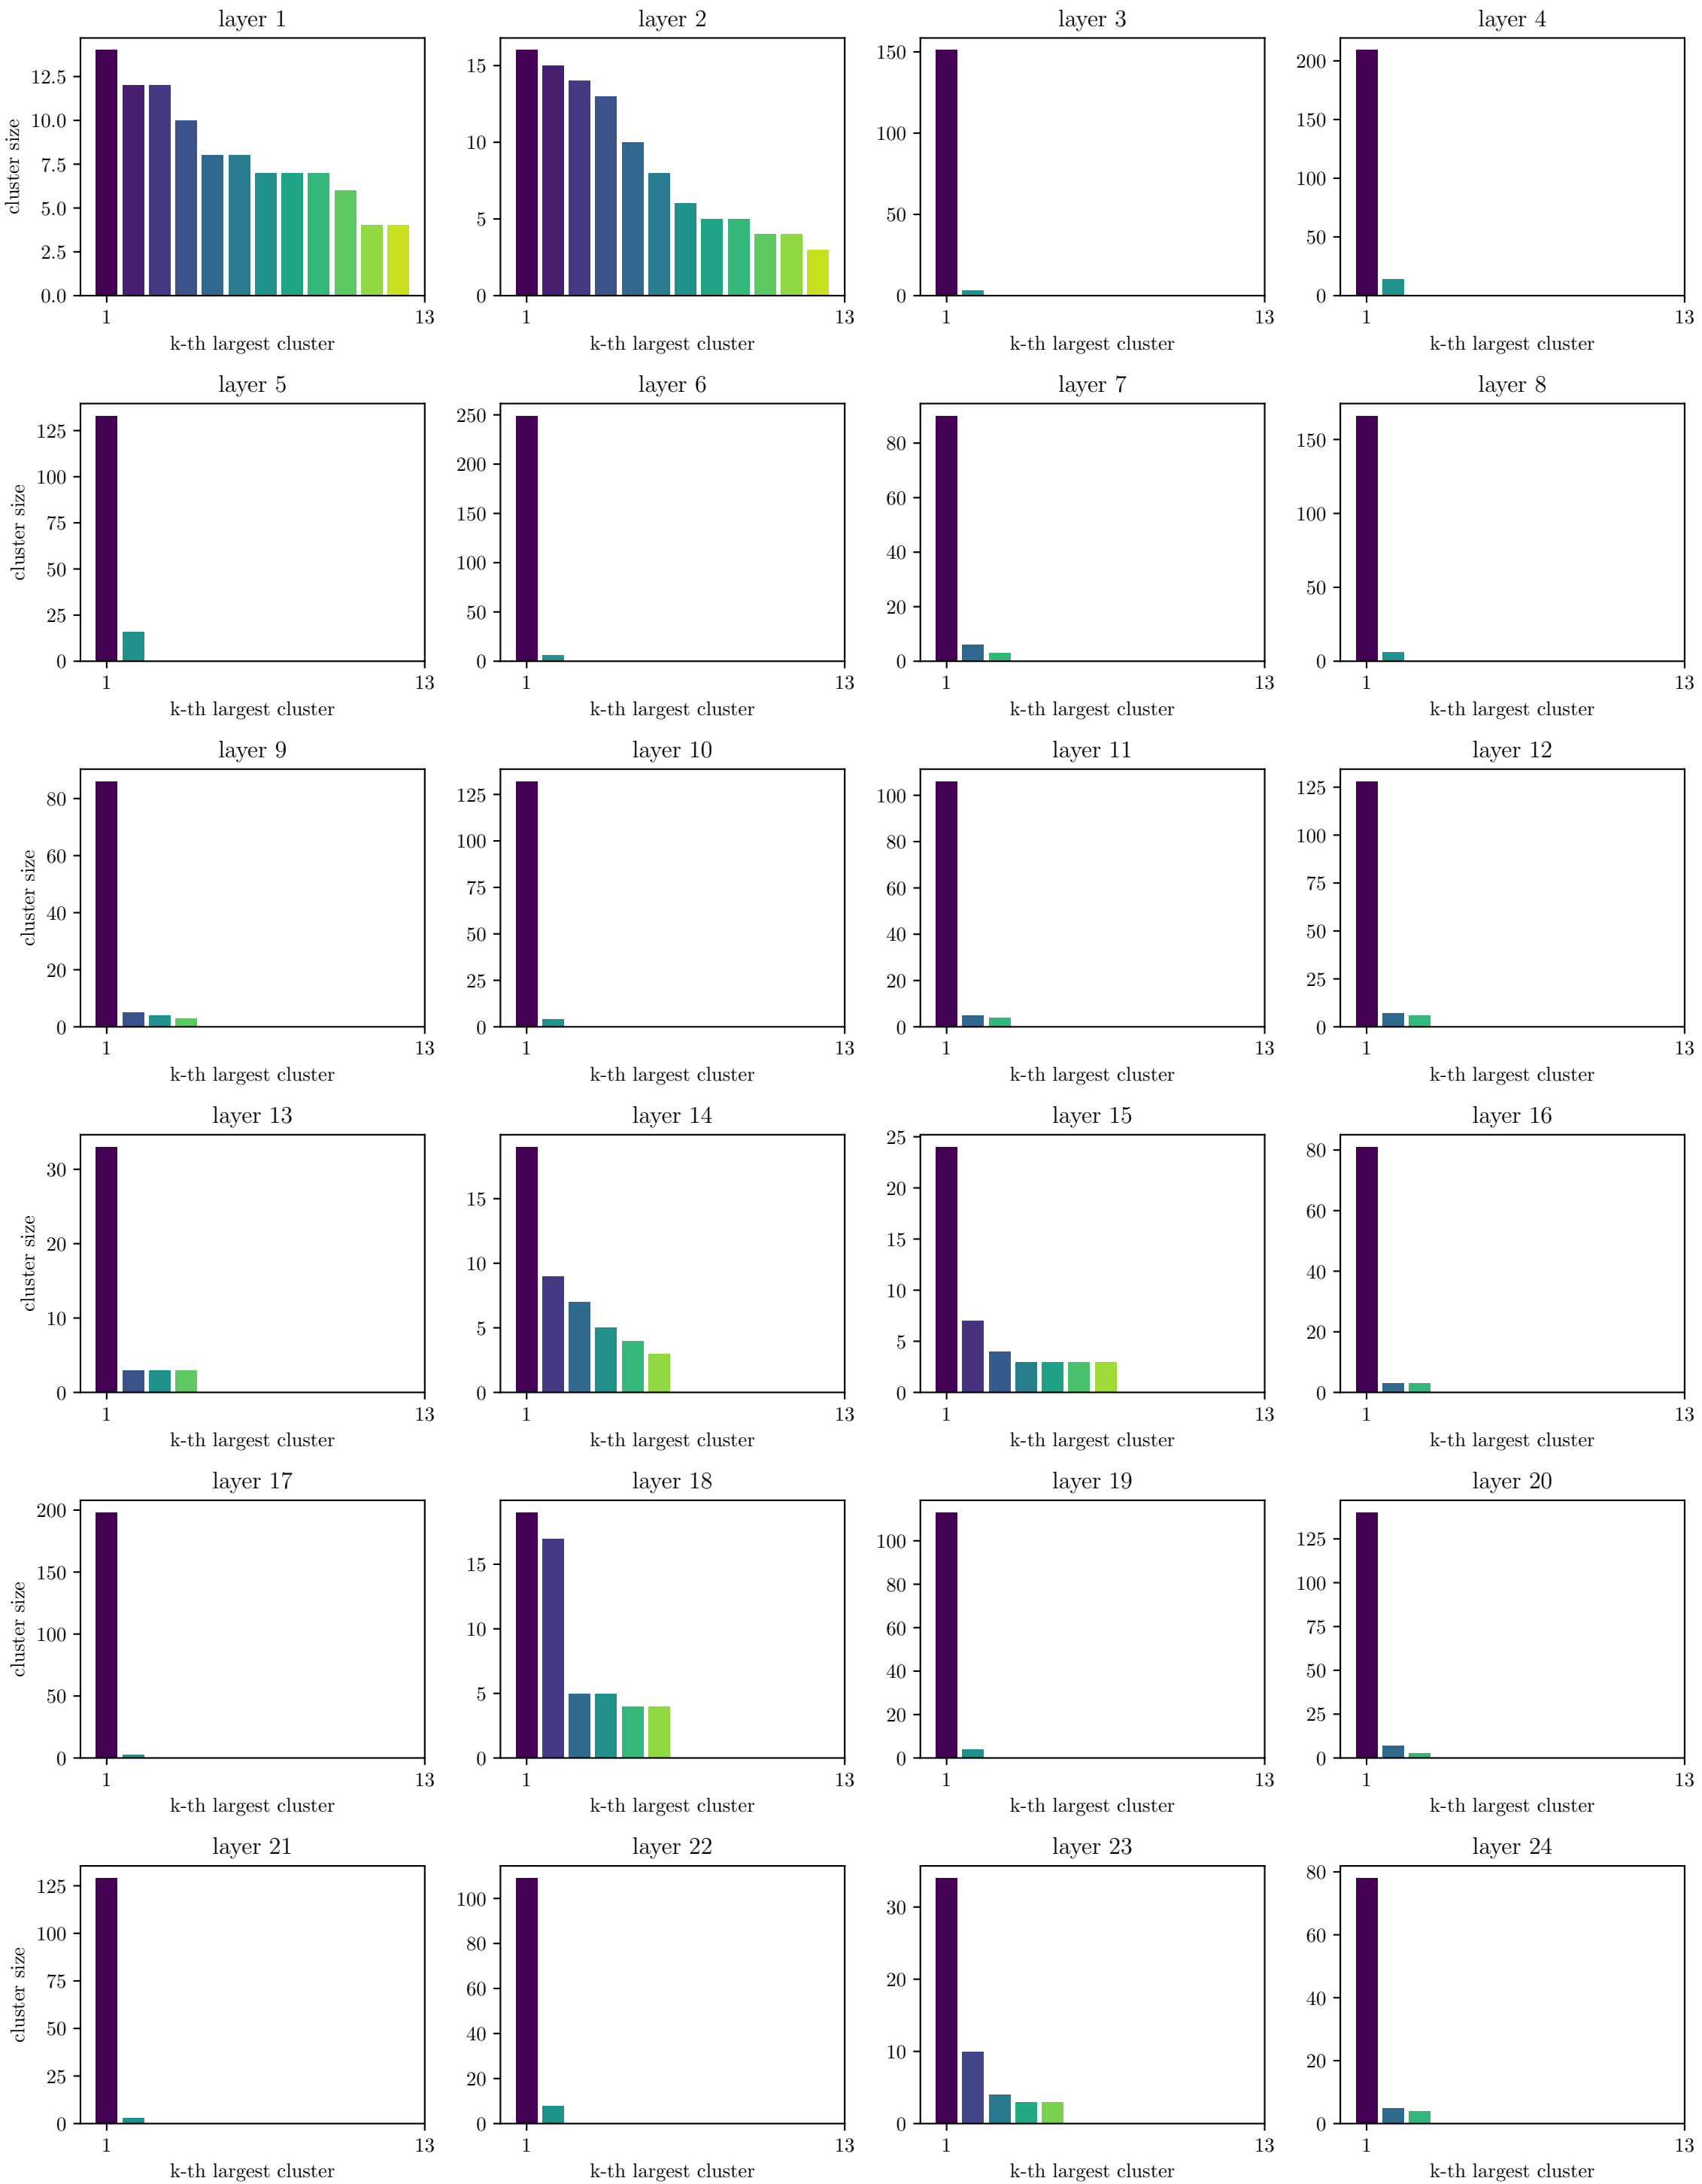 layer 1
12.5
10.0
7.5
5.0
2.5
0.0
cluster size
1 13
k-th largest cluster
layer 2
15
10
5
0
1 13
k-th largest cluster
layer 3
150
100
50
0
1 13
k-th largest cluster
layer 4
200
150
100
50
0
1 13
k-th largest cluster
layer 5
125
100
75
50
25
0
cluster size
1 13
k-th largest cluster
layer 6
250
200
150
100
50
0
1 13
k-th largest cluster
layer 7
80
60
40
20
0
1 13
k-th largest cluster
layer 8
150
100
50
0
1 13
k-th largest cluster
layer 9
80
60
40
20
0
cluster size
1 13
k-th largest cluster
layer 10
125
100
75
50
25
0
1 13
k-th largest cluster
layer 11
100
80
60
40
20
0
1 13
k-th largest cluster
layer 12
125
100
75
50
25
0
1 13
k-th largest cluster
layer 13
30
20
10
0
cluster size
1 13
k-th largest cluster
layer 14
15
10
5
0
1 13
k-th largest cluster
layer 15
25
20
15
10
5
0
1 13
k-th largest cluster
layer 16
80
60
40
20
0
1 13
k-th largest cluster
layer 17
200
150
100
50
0
cluster size
1 13
k-th largest cluster
layer 18
15
10
5
0
1 13
k-th largest cluster
layer 19
100
80
60
40
20
0
1 13
k-th largest cluster
layer 20
125
100
75
50
25
0
1 13
k-th largest cluster
layer 21
125
100
75
50
25
0
cluster size
1 13
k-th largest cluster
layer 22
100
80
60
40
20
0
1 13
k-th largest cluster
layer 23
30
20
10
0
1 13
k-th largest cluster
layer 24
80
60
40
20
0
1 13
k-th largest cluster